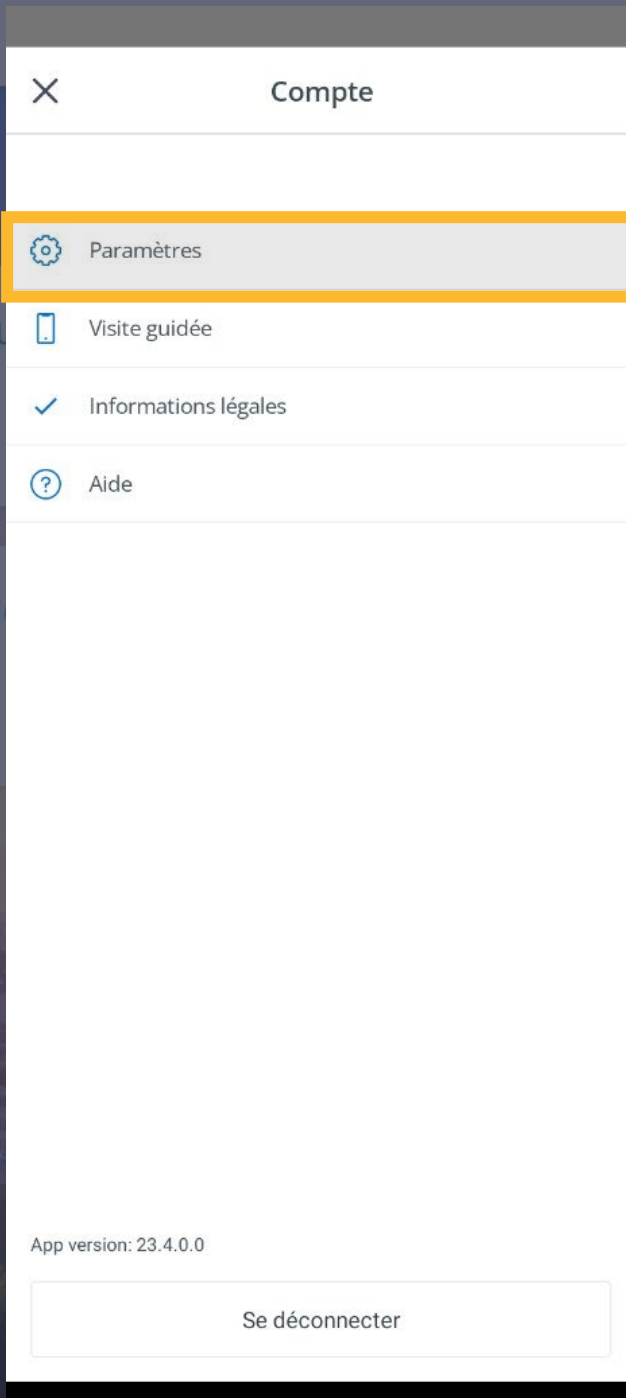 Compte
Paramètres
Visite guidée
Informations légales
Aide
App version: 23.4.0.0
Se déconnecter